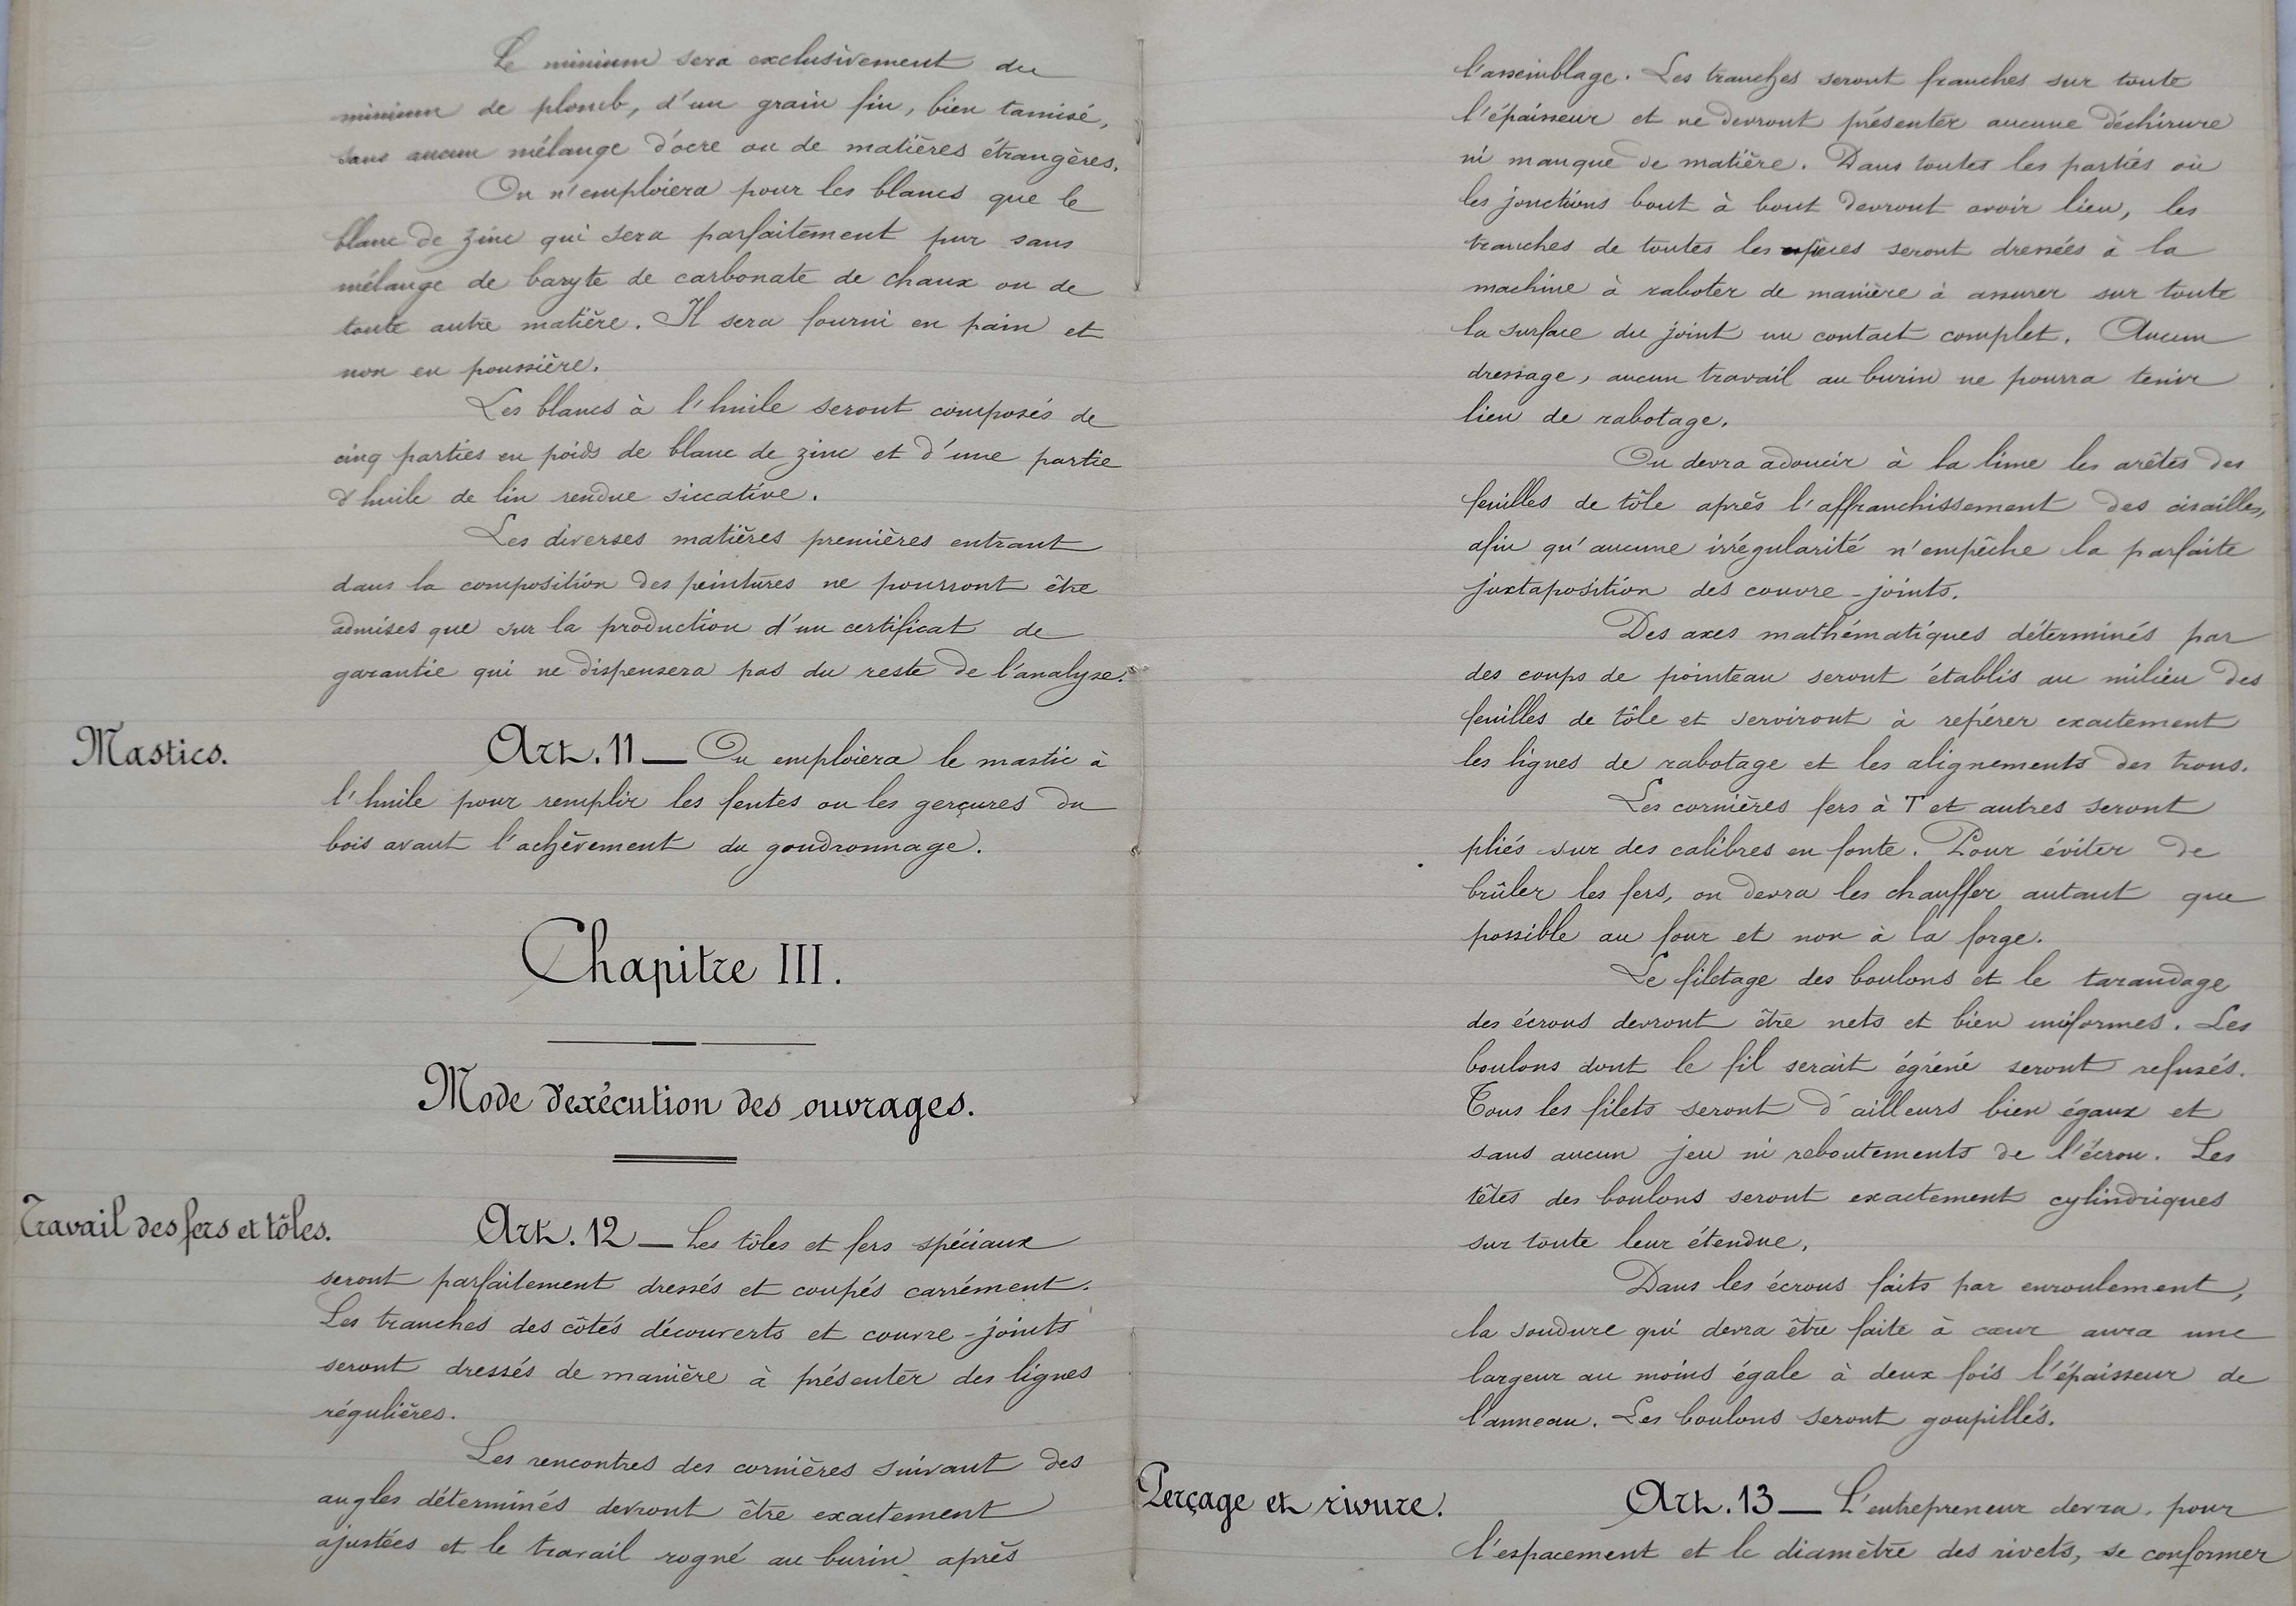 Le minium sera exclusivement du
minium de plomb, d'un grain fin, bien tamisé,
sans aucun mélange d'ocre ou de matières étrangères.
On n'emploiera pour les blancs que le
blanc de zinc qui sera parfaitement pur sans
mélange de baryte de carbonate de chaux ou de
toute autre matière. Il sera fourni en pain et
non en poussière.
Les blancs à l'huile seront composés de
cinq parties en poids de blanc de zinc et d'une partie
d'huile de lin rendue siccative.
Les diverses matières premières entrant
dans la composition des peintures ne pourront être
admises que sur la production d'un certificat de
garantie qui ne dispensera pas du reste de l'analyse.
Mastics.
Art. 11 — On emploiera le mastic à
l'huile pour remplir les fentes ou les gerçures du
bois avant l'achèvement du goudronnage.
Chapitre III.
Mode d'exécution des ouvrages.
Travail des fers et tôles.
Art. 12 — Les tôles et fers spéciaux
seront parfaitement dressés et coupés carrément.
Les tranches des côtés découverts et couvre-joints
seront dressés de manière à présenter des lignes
régulières.
Les rencontres des cornières suivant des
angles déterminés devront être exactement
ajustées et le travail rogné au burin après
l'assemblage. Les tranches seront franches sur toute
l'épaisseur et ne devront présenter aucune déchirure
ni manque de matière. Dans toutes les parties où
les jonctions bout à bout devront avoir lieu, les
tranches de toutes les pièces seront dressées à la
machine à raboter de manière à assurer sur toute
la surface du joint un contact complet. Aucun
dressage, aucun travail au burin ne pourra tenir
lieu de rabotage.
On devra adoucir à la lime les arêtes des
feuilles de tôle après l'affranchissement des cisailles,
afin qu'aucune irrégularité n'empêche la parfaite
juxtaposition des couvre-joints.
Des axes mathématiques déterminés par
des coups de pointeau seront établis au milieu des
feuilles de tôle et serviront à repérer exactement
les lignes de rabotage et les alignements des trous.
Les cornières fers à T et autres seront
pliés sur des calibres en fonte. Pour éviter de
brûler les fers, on devra les chauffer autant que
possible au four et non à la forge.
Le filetage des boulons et le taraudage
des écrous devront être nets et bien uniformes. Les
boulons dont le fil serait égréné seront refusés.
Tous les filets seront d'ailleurs bien égaux et
sans aucun jeu ni reboutements de l'écrou. Les
têtes des boulons seront exactement cylindriques
sur toute leur étendue.
Dans les écrous faits par enroulement,
la soudure qui devra être faite à cœur aura une
largeur au moins égale à deux fois l'épaisseur de
l'anneau. Les boulons seront goupillés.
Perçage et rivure.
Art. 13 — L'entrepreneur devra, pour
l'espacement et le diamètre des rivets, se conformer